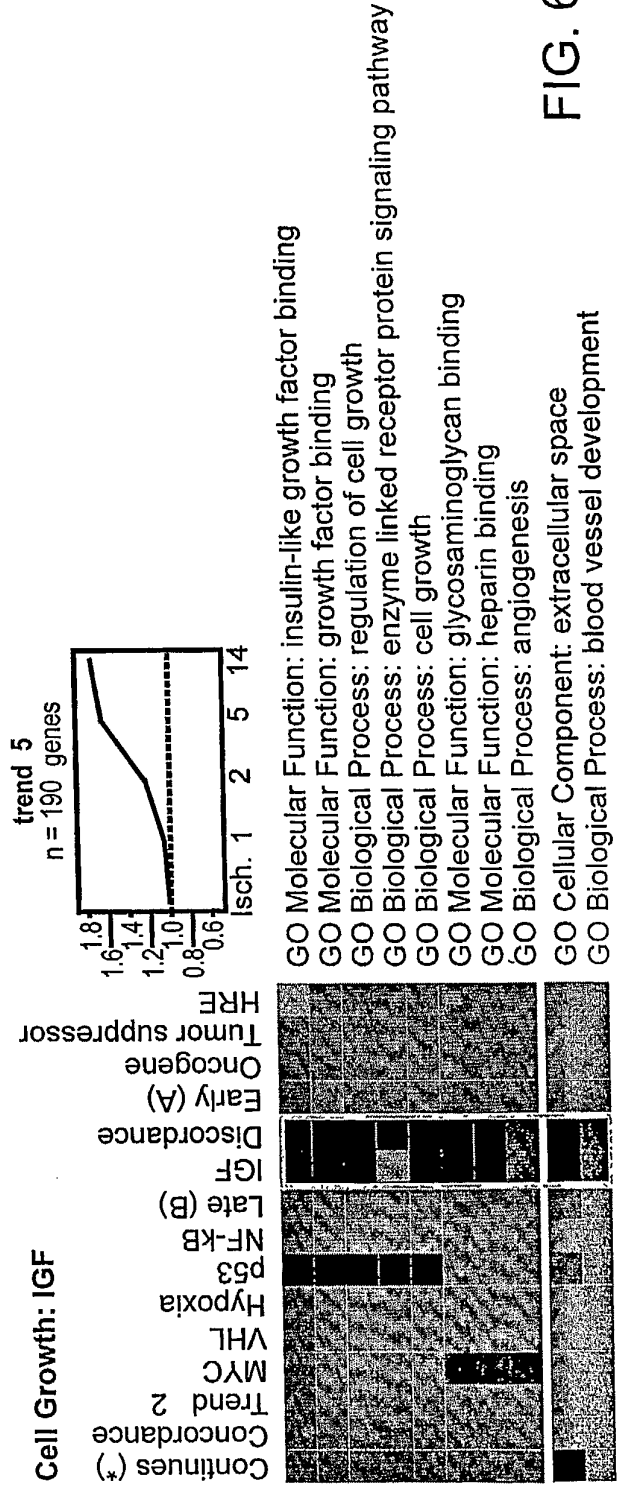 Cell Growth: IGF
Continues (*)
Concordance
Trend 2
MYC
VHL
Hypoxia
p53
NF-kB
Late (B)
IGF
Discordance
Early (A)
Oncogene
Tumor suppressor
HRE
trend 5
n = 190 genes
1.8
1.6
1.4
1.2
1.0
0.8
0.6
Isch. 1 2 5 14
GO Molecular Function: insulin-like growth factor binding
GO Molecular Function: growth factor binding
GO Biological Process: regulation of cell growth
GO Biological Process: enzyme linked receptor protein signaling pathway
GO Biological Process: cell growth
GO Molecular Function: glycosaminoglycan binding
GO Molecular Function: heparin binding
GO Biological Process: angiogenesis
GO Cellular Component: extracellular space
GO Biological Process: blood vessel development
FIG. 6